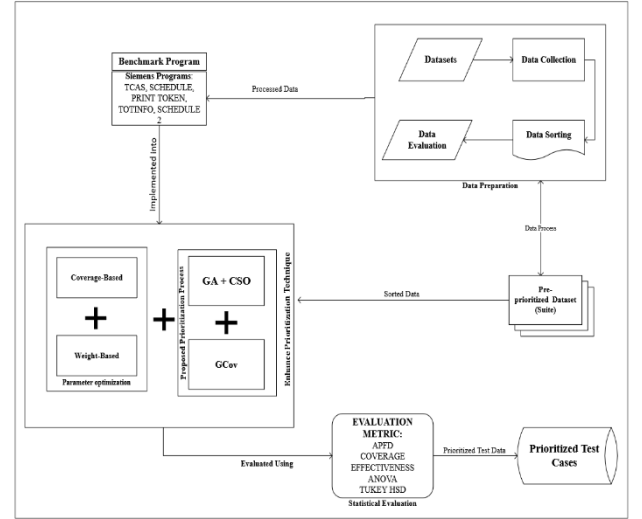 Benchmark Program
Siemens Programs:
TCAS, SCHEDULE,
PRINT TOKEN,
TOTINFO, SCHEDULE
2
Processed Data
Datasets
Data Collection
Data
Evaluation
Data Sorting
Data Preparation
Implemented Into
Data Process
Coverage-Based
Weight-Based
Parameter optimization
Proposed Prioritization Process
GA + CSO
GCov
Enhance Prioritization Technique
Sorted Data
Pre-
prioritized Dataset
(Suite)
Evaluated Using
EVALUATION
METRIC:
APFD
COVERAGE
EFFECTIVENESS
ANOVA
TUKEY HSD
Statistical Evaluation
Prioritized Test Data
Prioritized Test
Cases